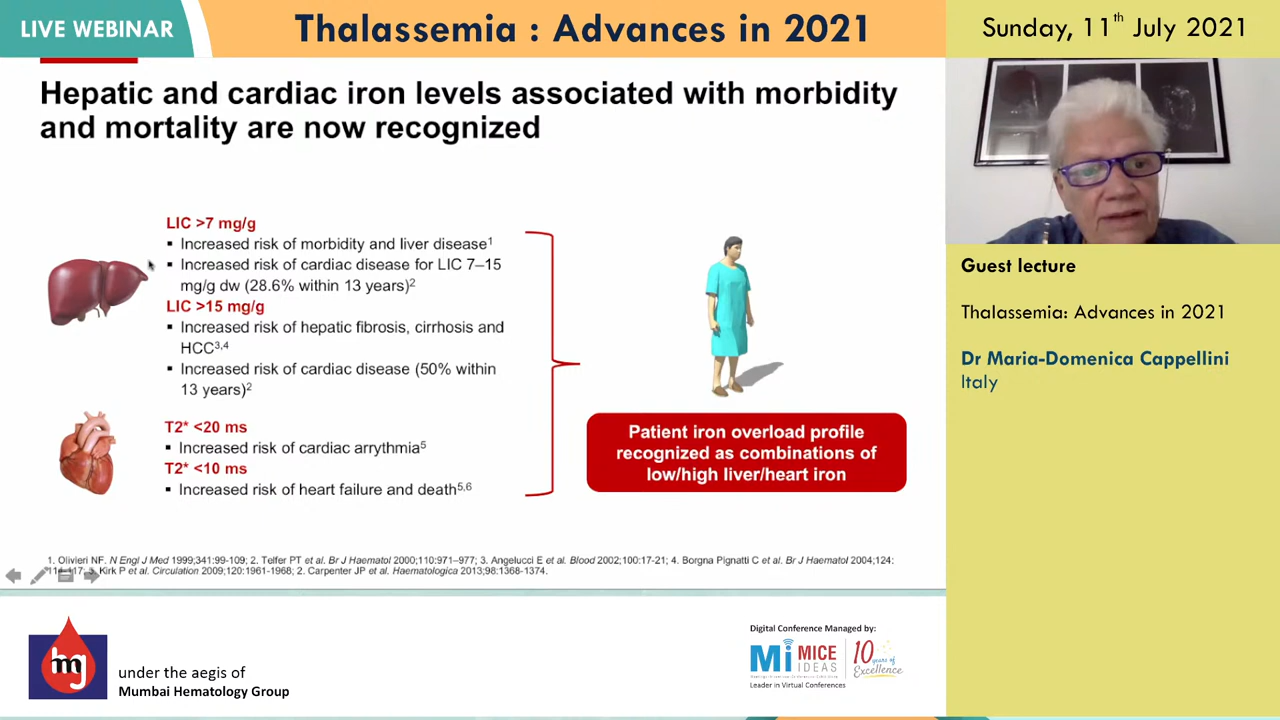 LIVE WEBINAR
Thalassemia : Advances in 2021
Sunday, 11th July 2021
Hepatic and cardiac iron levels associated with morbidity
and mortality are now recognized
LIC >7 mg/g
▪ Increased risk of morbidity and liver disease1
▪ Increased risk of cardiac disease for LIC 7–15
mg/g dw (28.6% within 13 years)2
LIC >15 mg/g
▪ Increased risk of hepatic fibrosis, cirrhosis and
HCC3,4
▪ Increased risk of cardiac disease (50% within
13 years)2
T2* <20 ms
▪ Increased risk of cardiac arrythmia5
T2* <10 ms
▪ Increased risk of heart failure and death5,6
Patient iron overload profile
recognized as combinations of
low/high liver/heart iron
1. Olivieri NF. N Engl J Med 1999;341:99-109; 2. Telfer PT et al. Br J Haematol 2000;110:971–977; 3. Angelucci E et al. Blood 2002;100:17-21; 4. Borgna Pignatti C et al. Br J Haematol 2004;124:
Kirk P et al. Circulation 2009;120:1961-1968; 2. Carpenter JP et al. Haematologica 2013;98:1368-1374.
Guest lecture
Thalassemia: Advances in 2021
Dr Maria-Domenica Cappellini
Italy
mg
under the aegis of
Mumbai Hematology Group
Digital Conference Managed by:
Mi MICE
IDEAS
10 years of
Excellence
Leader in Virtual Conferences